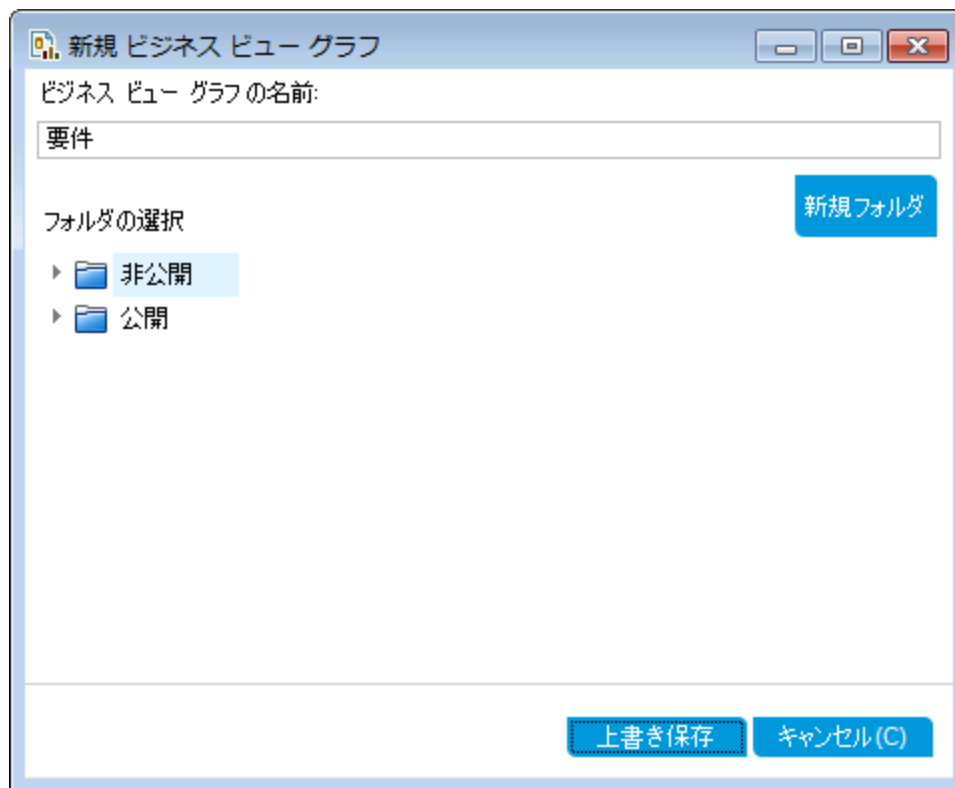 新規 ビジネス ビュー グラフ
ビジネス ビュー グラフの名前:
要件
新規フォルダ
フォルダの選択
非公開
公開
上書き保存 キャンセル(C)